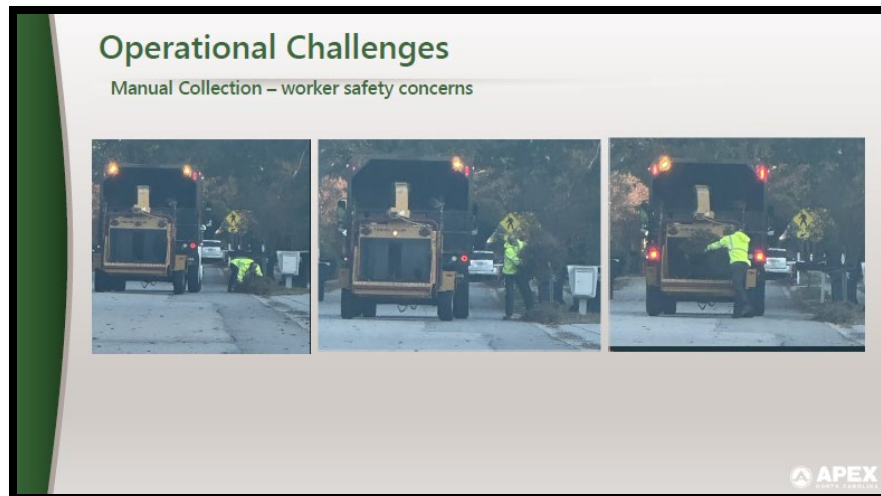 Operational Challenges
Manual Collection – worker safety concerns
APEX
NORTH CAROLINA